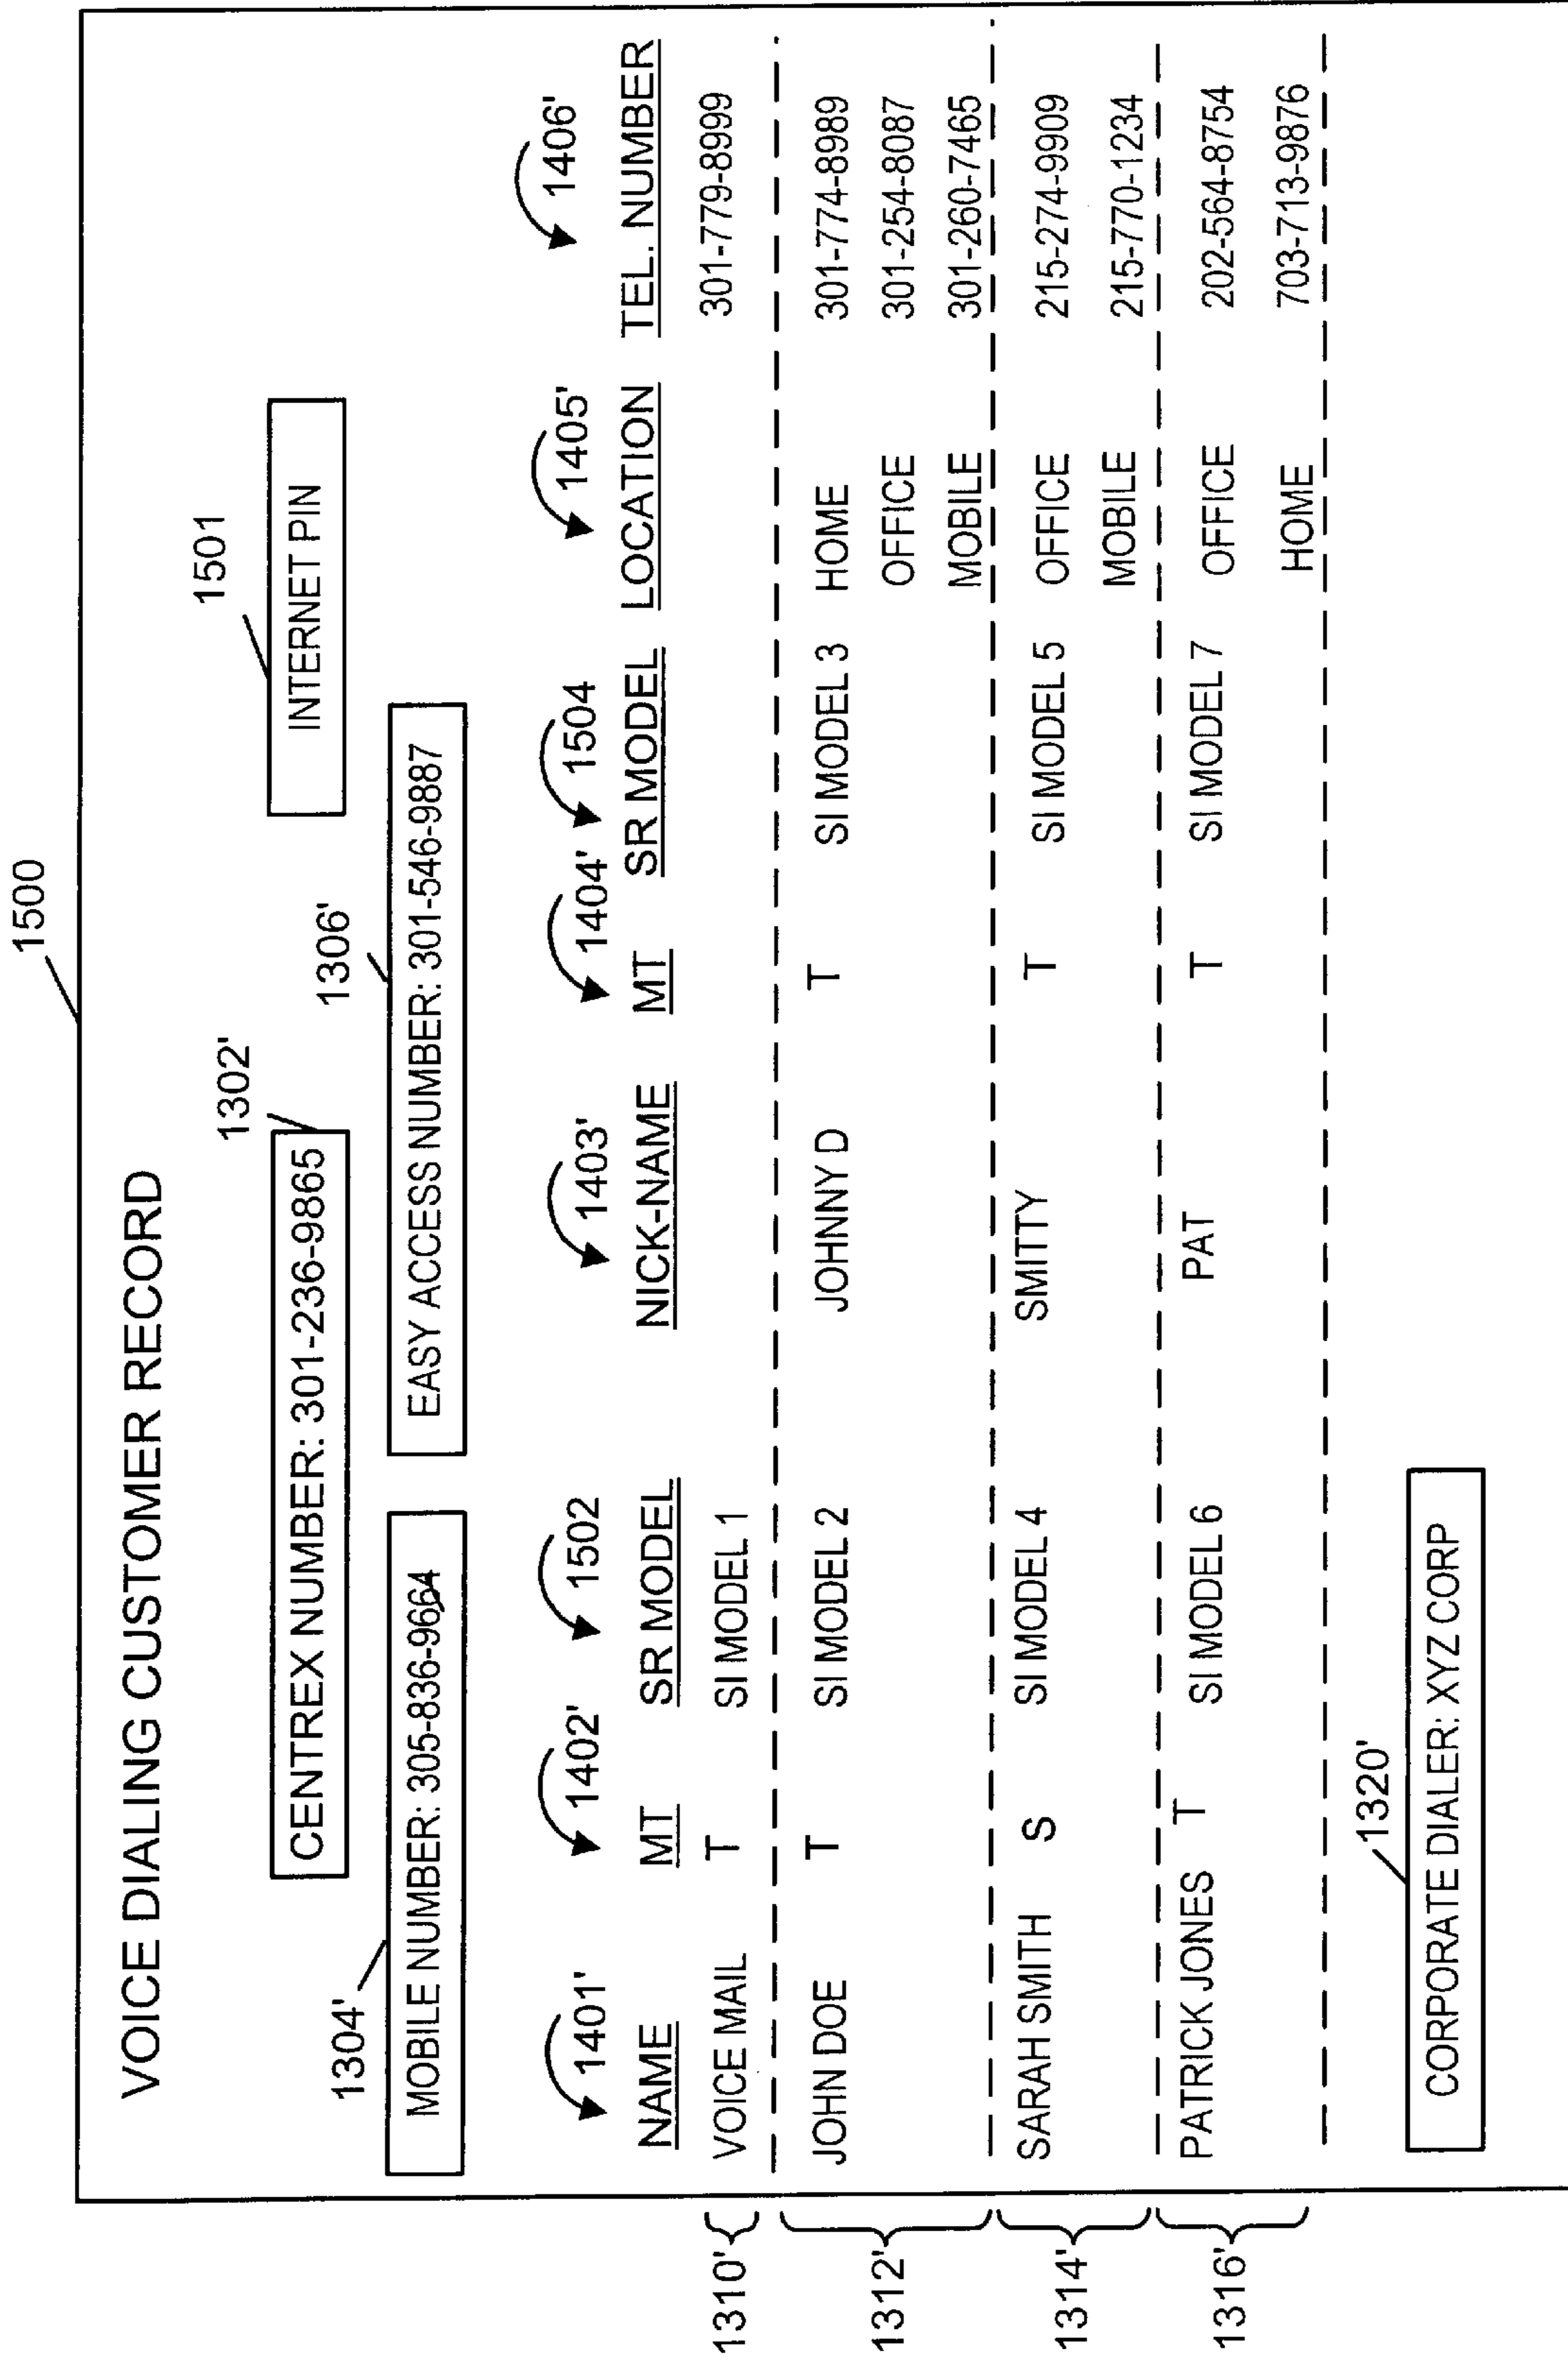 1500
VOICE DIALING CUSTOMER RECORD
1302'
1501
CENTREX NUMBER: 301-236-9865
INTERNET PIN
1304'
1306'
MOBILE NUMBER: 305-836-9664
EASY ACCESS NUMBER: 301-546-9887
1401' 1402' 1502 1403' 1404' 1504 1405' 1406'
NAME MT SR MODEL NICK-NAME MT SR MODEL LOCATION TEL. NUMBER
1310' VOICE MAIL T SI MODEL 1 301-779-8999
1312' JOHN DOE T SI MODEL 2 JOHNNY D T SI MODEL 3 HOME 301-774-8989
OFFICE 301-254-8087
MOBILE 301-260-7465
1314' SARAH SMITH S SI MODEL 4 SMITTY T SI MODEL 5 OFFICE 215-274-9909
MOBILE 215-770-1234
1316' PATRICK JONES T SI MODEL 6 PAT T SI MODEL 7 OFFICE 202-564-8754
HOME 703-713-9876
1320'
CORPORATE DIALER: XYZ CORP